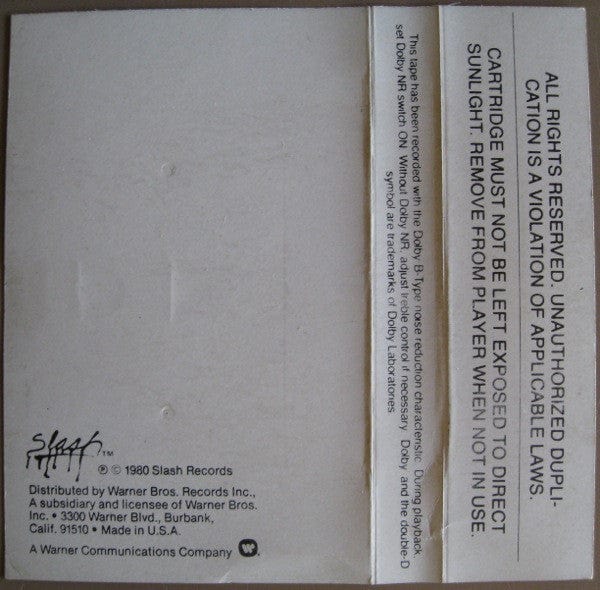 ALL RIGHTS RESERVED. UNAUTHORIZED DUPLI-
CATION IS A VIOLATION OF APPLICABLE LAWS.
CARTRIDGE MUST NOT BE LEFT EXPOSED TO DIRECT
SUNLIGHT. REMOVE FROM PLAYER WHEN NOT IN USE.
This tape has been recorded with the Dolby B-Type noise reduction characteristic. During playback,
set Dolby NR switch ON. Without Dolby NR, adjust treble control if necessary. Dolby and the double-D
symbol are trademarks of Dolby Laboratories
Slash ™
℗ © 1980 Slash Records
Distributed by Warner Bros. Records Inc.,
A subsidiary and licensee of Warner Bros.
Inc. • 3300 Warner Blvd., Burbank,
Calif. 91510 • Made in U.S.A.
A Warner Communications Company